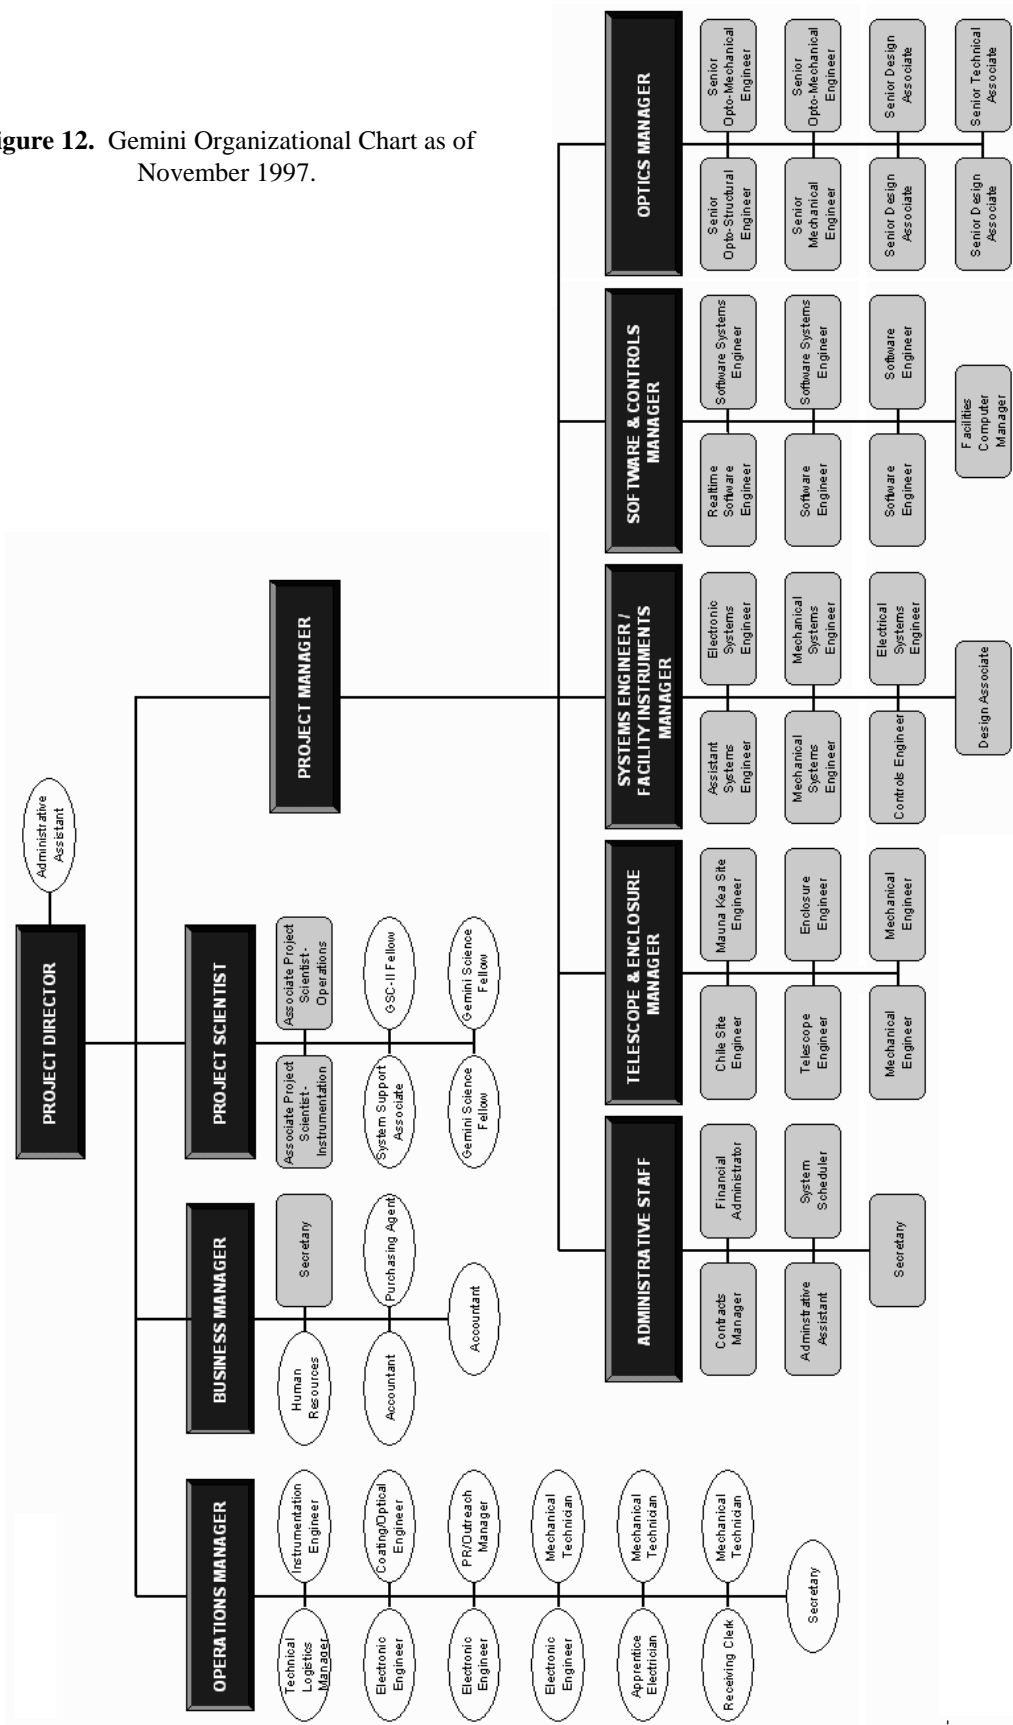 igure 12. Gemini Organizational Chart as of
November 1997.
PROJECT DIRECTOR
Administrative
Assistant
OPERATIONS MANAGER
Technical
Logistics
Manager
Instrumentation
Engineer
Electronic
Engineer
Coating/Optical
Engineer
Electronic
Engineer
PR/Outreach
Manager
Electronic
Engineer
Mechanical
Technician
Apprentice
Electrician
Mechanical
Technician
Receiving Clerk
Mechanical
Technician
Secretary
BUSINESS MANAGER
Human
Resources
Secretary
Accountant
Purchasing Agent
Accountant
PROJECT SCIENTIST
Associate Project
Scientist-
Instrumentation
Associate Project
Scientist-
Operations
System Support
Associate
GSC-II Fellow
Gemini Science
Fellow
Gemini Science
Fellow
PROJECT MANAGER
ADMINISTRATIVE STAFF
Contracts
Manager
Financial
Administrator
Adminstrative
Assistant
System
Scheduler
Secretary
TELESCOPE & ENCLOSURE
MANAGER
Chile Site
Engineer
Mauna Kea Site
Engineer
Telescope
Engineer
Enclosure
Engineer
Mechanical
Engineer
Mechanical
Engineer
SYSTEMS ENGINEER /
FACILITY INSTRUMENTS
MANAGER
Assistant
Systems
Engineer
Electronic
Systems
Engineer
Mechanical
Systems
Engineer
Mechanical
Systems
Engineer
Controls Engineer
Electrical
Systems
Engineer
Design Associate
SOFTWARE & CONTROLS
MANAGER
Realtime
Software
Engineer
Software Systems
Engineer
Software
Engineer
Software Systems
Engineer
Software
Engineer
Software
Engineer
Facilities
Computer
Manager
OPTICS MANAGER
Senior
Opto-Structural
Engineer
Senior
Opto-Mechanical
Engineer
Senior
Mechanical
Engineer
Senior
Opto-Mechanical
Engineer
Senior Design
Associate
Senior Design
Associate
Senior Design
Associate
Senior Technical
Associate